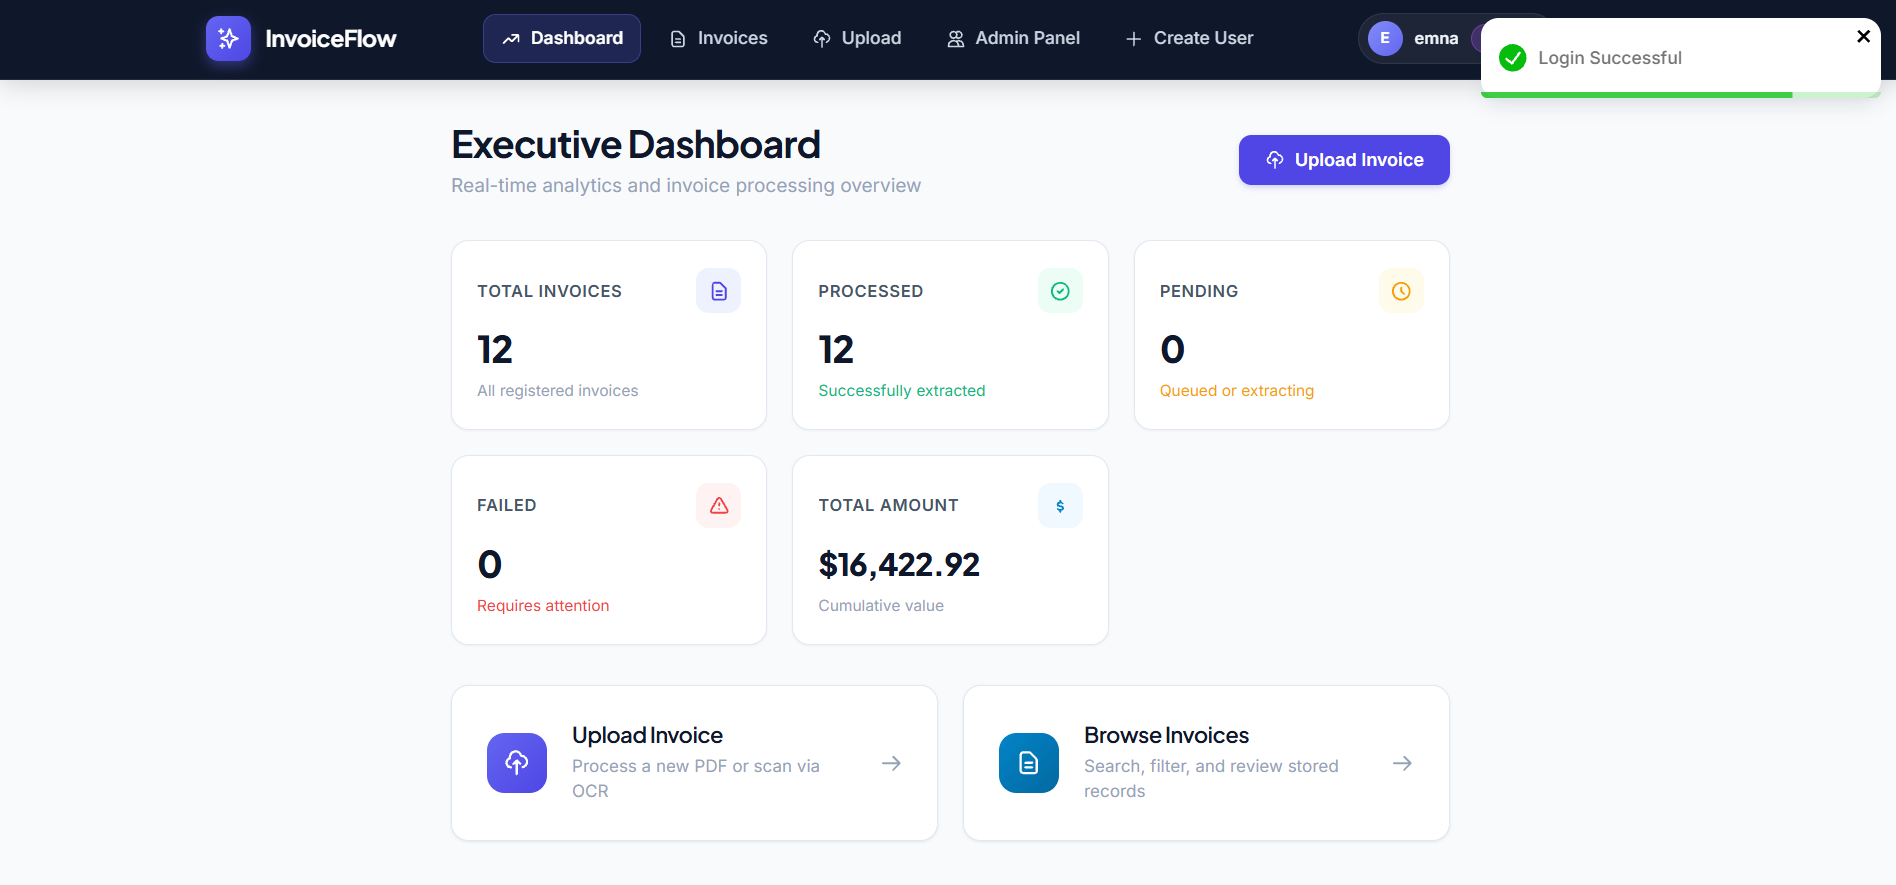 InvoiceFlow
Dashboard
Invoices
Upload
Admin Panel
Create User
E
emna
Login Successful
Executive Dashboard
Real-time analytics and invoice processing overview
Upload Invoice
TOTAL INVOICES
12
All registered invoices
PROCESSED
12
Successfully extracted
PENDING
0
Queued or extracting
FAILED
0
Requires attention
TOTAL AMOUNT
$
$16,422.92
Cumulative value
Upload Invoice
Process a new PDF or scan via
OCR
Browse Invoices
Search, filter, and review stored
records